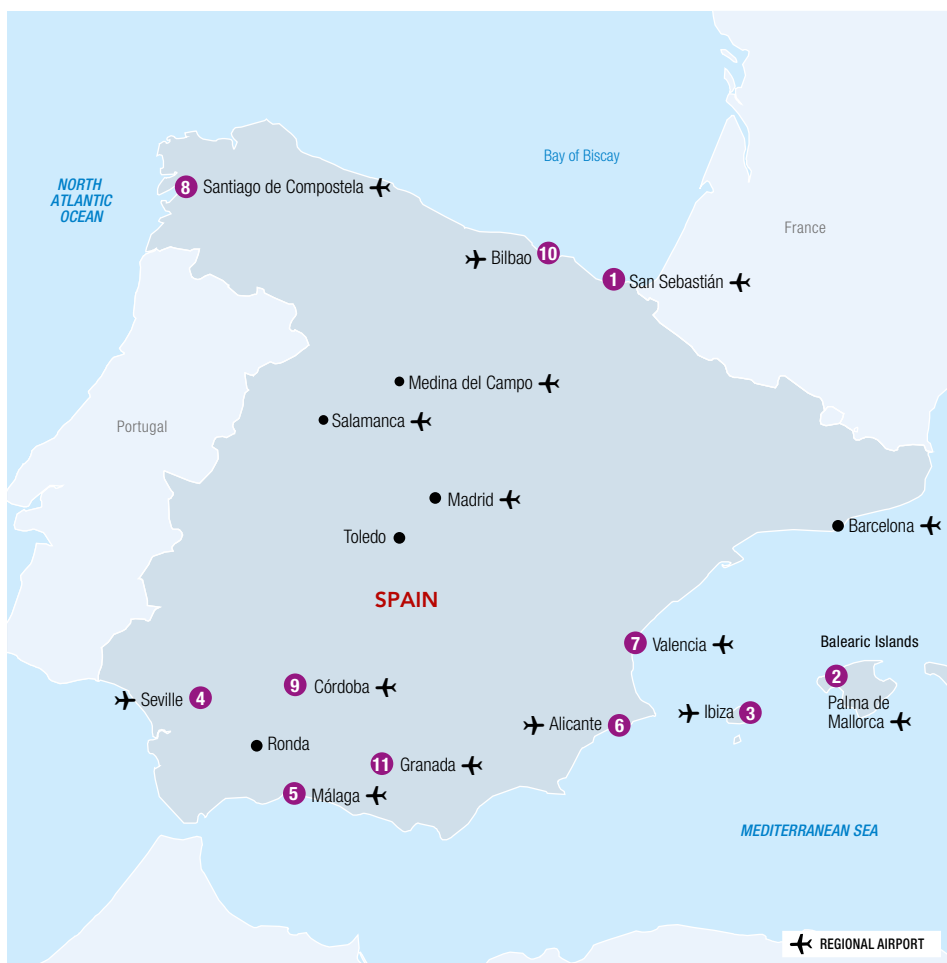 Bay of Biscay
NORTH
ATLANTIC
OCEAN
8 Santiago de Compostela
France
Bilbao 10
1 San Sebastián
Medina del Campo
Salamanca
Portugal
Madrid
Barcelona
Toledo
SPAIN
7 Valencia
Balearic Islands
2
Palma de
Mallorca
Seville 4
9 Córdoba
Ibiza 3
Alicante 6
Ronda
11 Granada
5 Málaga
MEDITERRANEAN SEA
REGIONAL AIRPORT